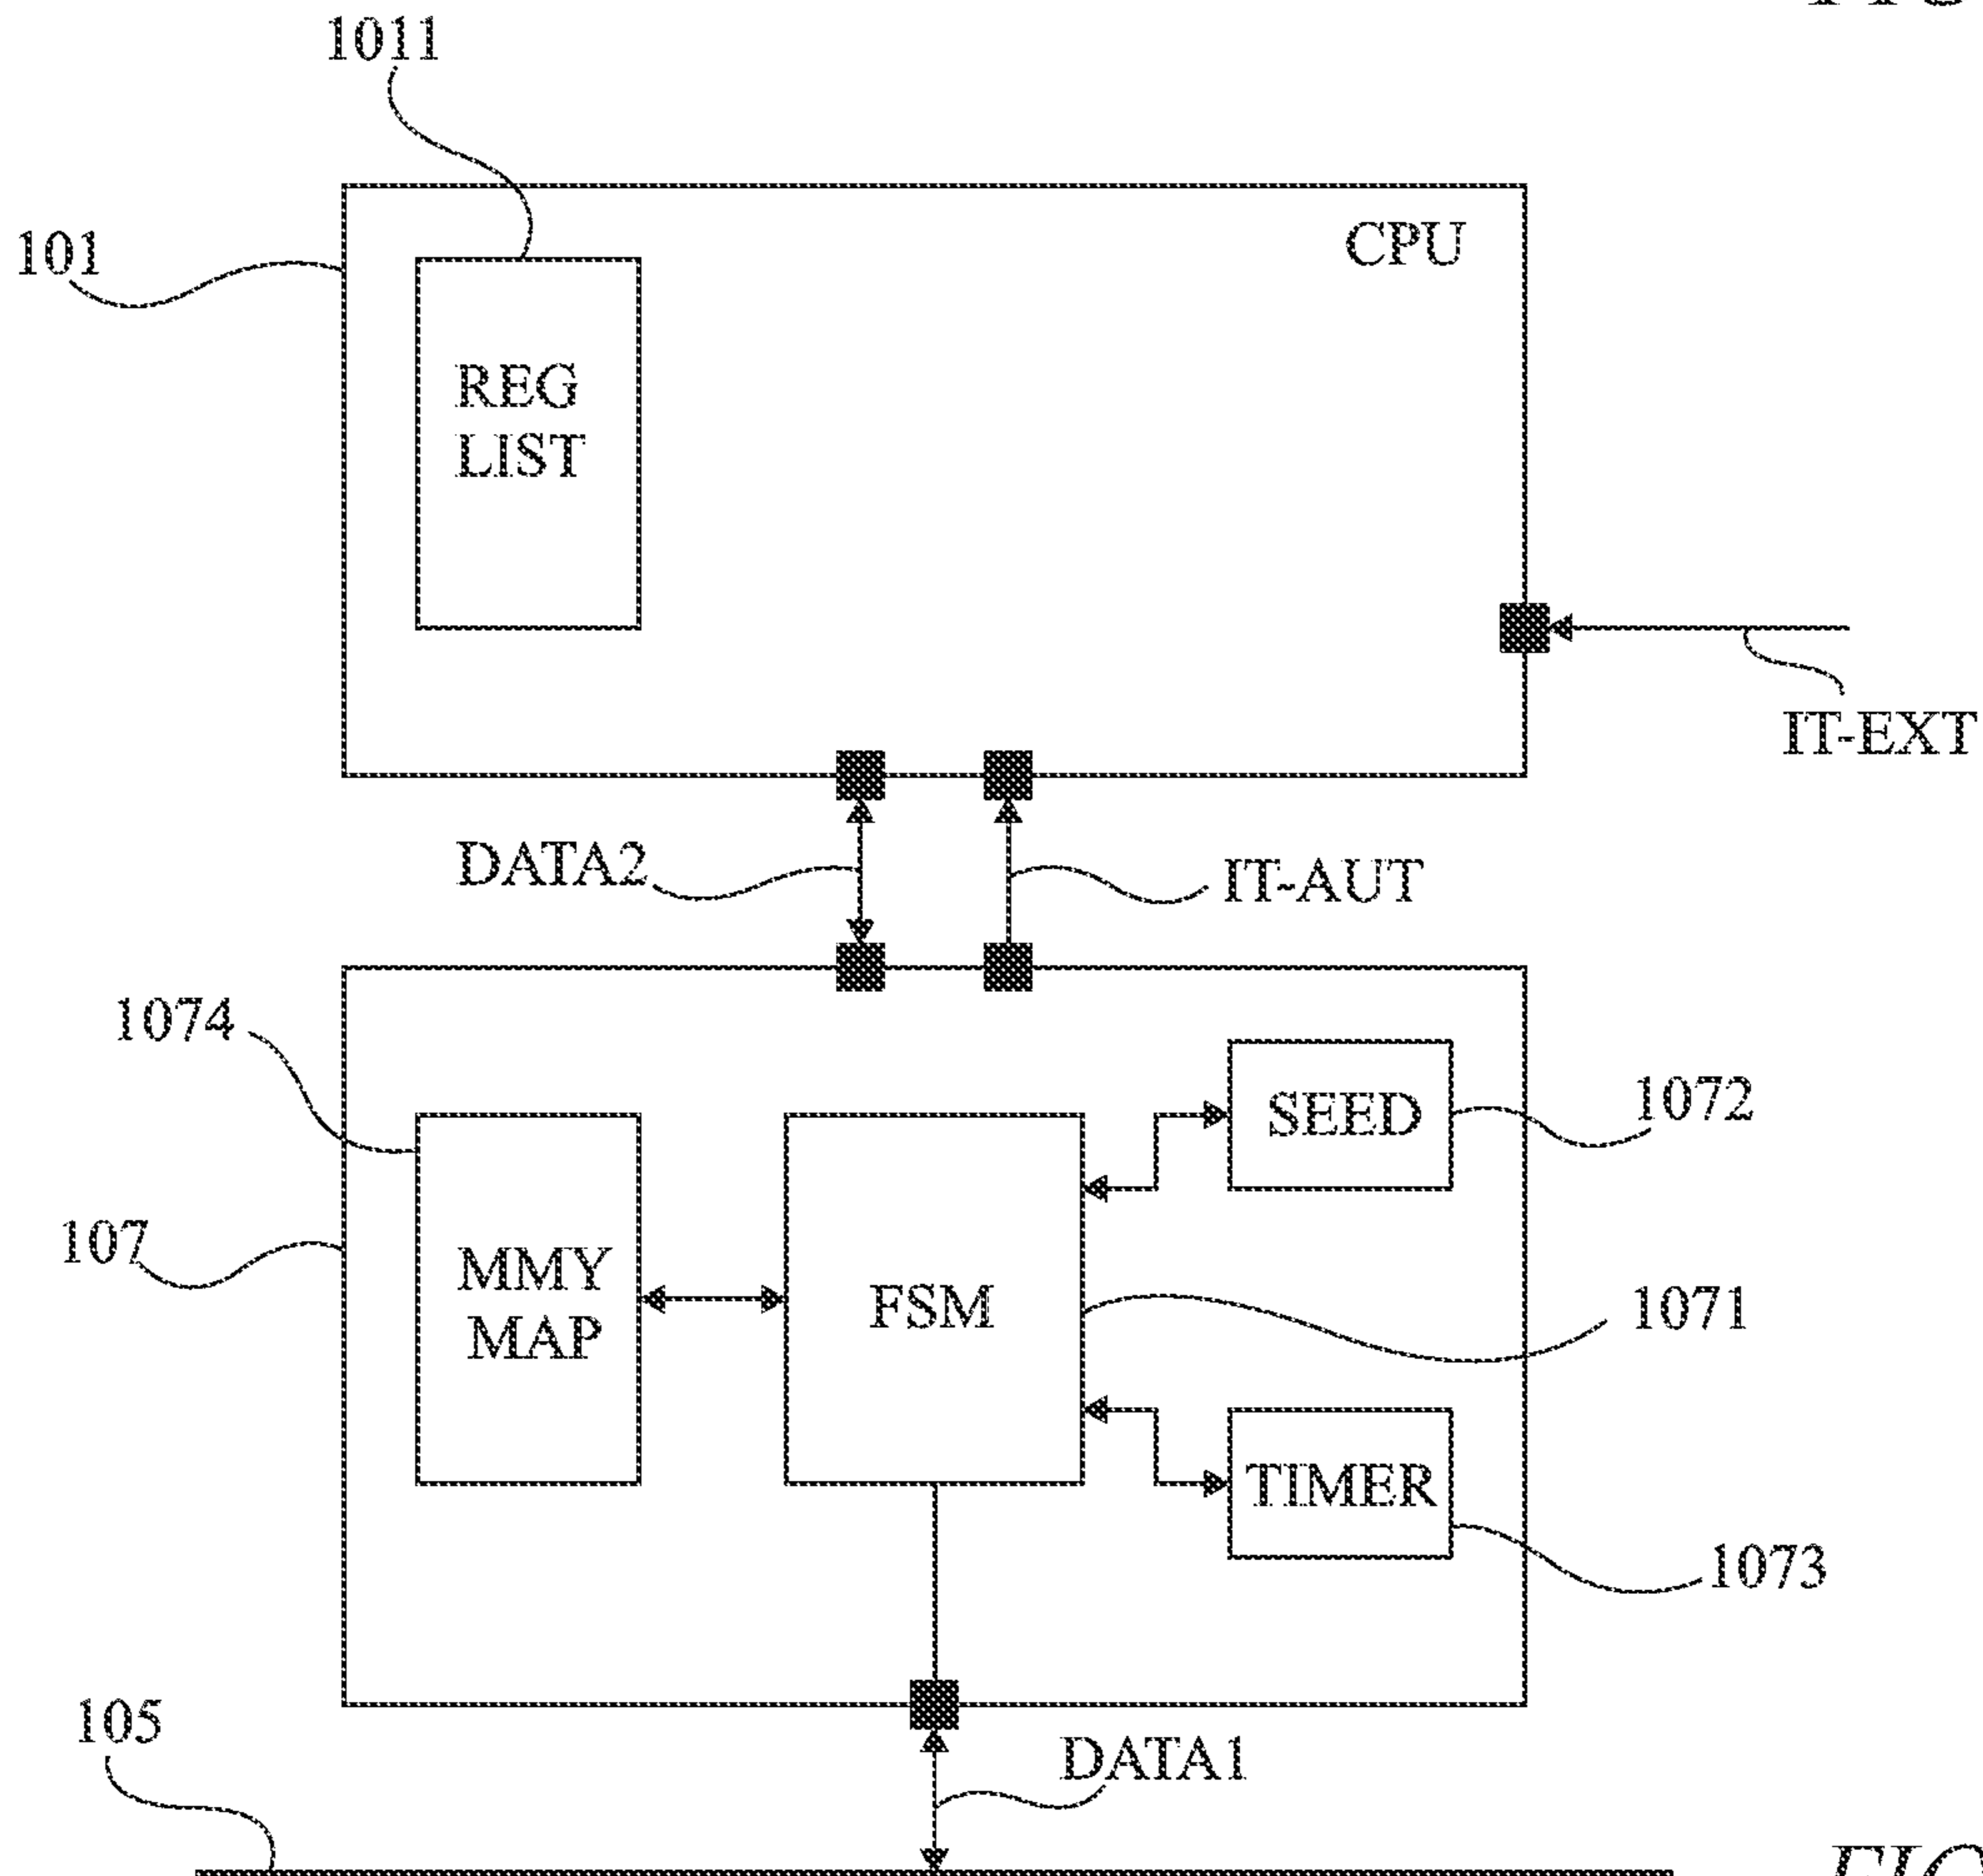 1011
101
CPU
REG
LIST
IT-EXT
DATA2
IT-AUT
1074
SEED
1072
107
MMY
MAP
FSM
1071
TIMER
1073
105
DATA1